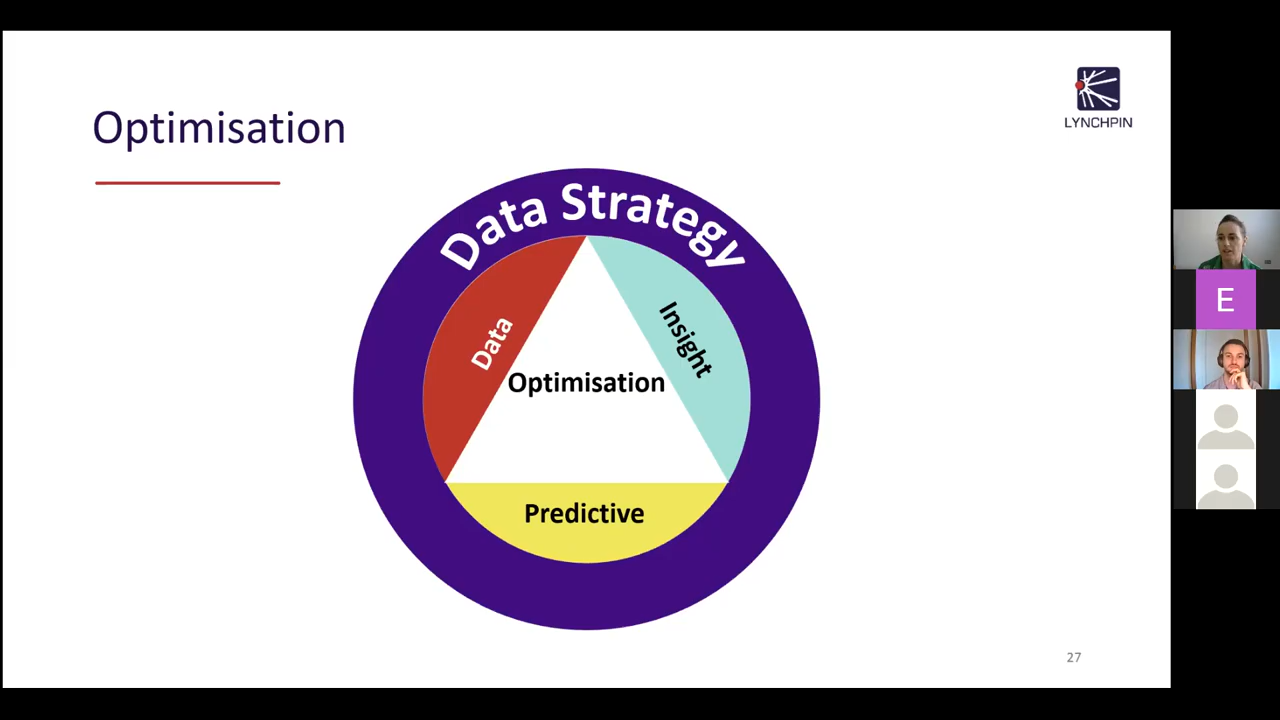 Optimisation
LYNCHPIN
Data Strategy
Data
Insight
Optimisation
Predictive
E
27